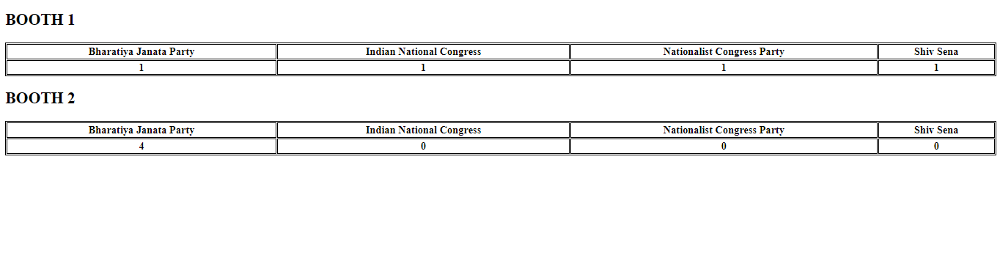 BOOTH 1
Bharatiya Janata Party Indian National Congress Nationalist Congress Party Shiv Sena
1 1 1 1
BOOTH 2
Bharatiya Janata Party Indian National Congress Nationalist Congress Party Shiv Sena
4 0 0 0